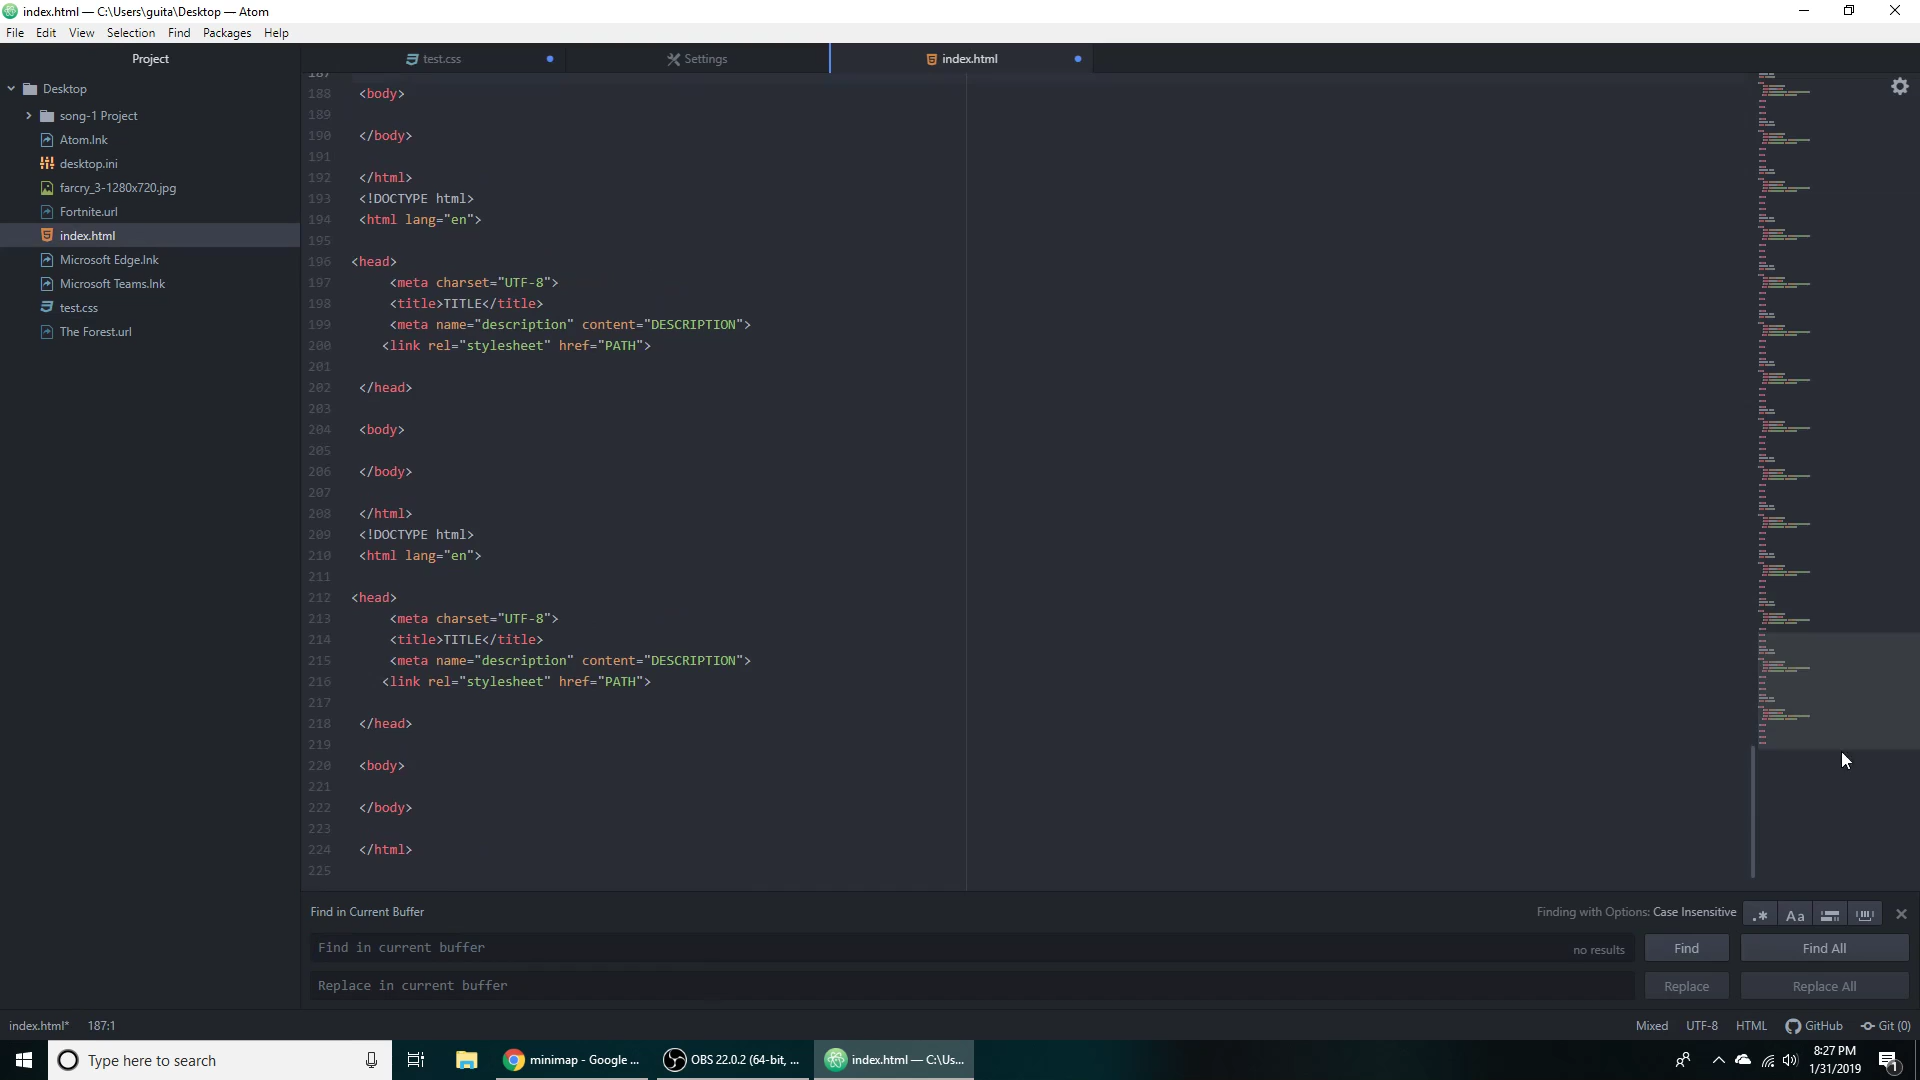 index.html — C:\Users\guita\Desktop — Atom
File Edit View Selection Find Packages Help
Project
test.css
Settings
index.html
Desktop
song-1 Project
Atom.lnk
desktop.ini
farcry_3-1280x720.jpg
Fortnite.url
index.html
Microsoft Edge.lnk
Microsoft Teams.lnk
test.css
The Forest.url
187
188 <body>
189
190 </body>
191
192 </html>
193 <!DOCTYPE html>
194 <html lang="en">
195
196 <head>
197 <meta charset="UTF-8">
198 <title>TITLE</title>
199 <meta name="description" content="DESCRIPTION">
200 <link rel="stylesheet" href="PATH">
201
202 </head>
203
204 <body>
205
206 </body>
207
208 </html>
209 <!DOCTYPE html>
210 <html lang="en">
211
212 <head>
213 <meta charset="UTF-8">
214 <title>TITLE</title>
215 <meta name="description" content="DESCRIPTION">
216 <link rel="stylesheet" href="PATH">
217
218 </head>
219
220 <body>
221
222 </body>
223
224 </html>
225
Find in Current Buffer
Finding with Options: Case Insensitive
.* Aa
Find in current buffer
no results
Find
Find All
Replace in current buffer
Replace
Replace All
index.html* 187:1
Mixed UTF-8 HTML GitHub Git (0)
Type here to search
minimap - Google ...
OBS 22.0.2 (64-bit, ...
index.html — C:\Us...
8:27 PM
1/31/2019
1